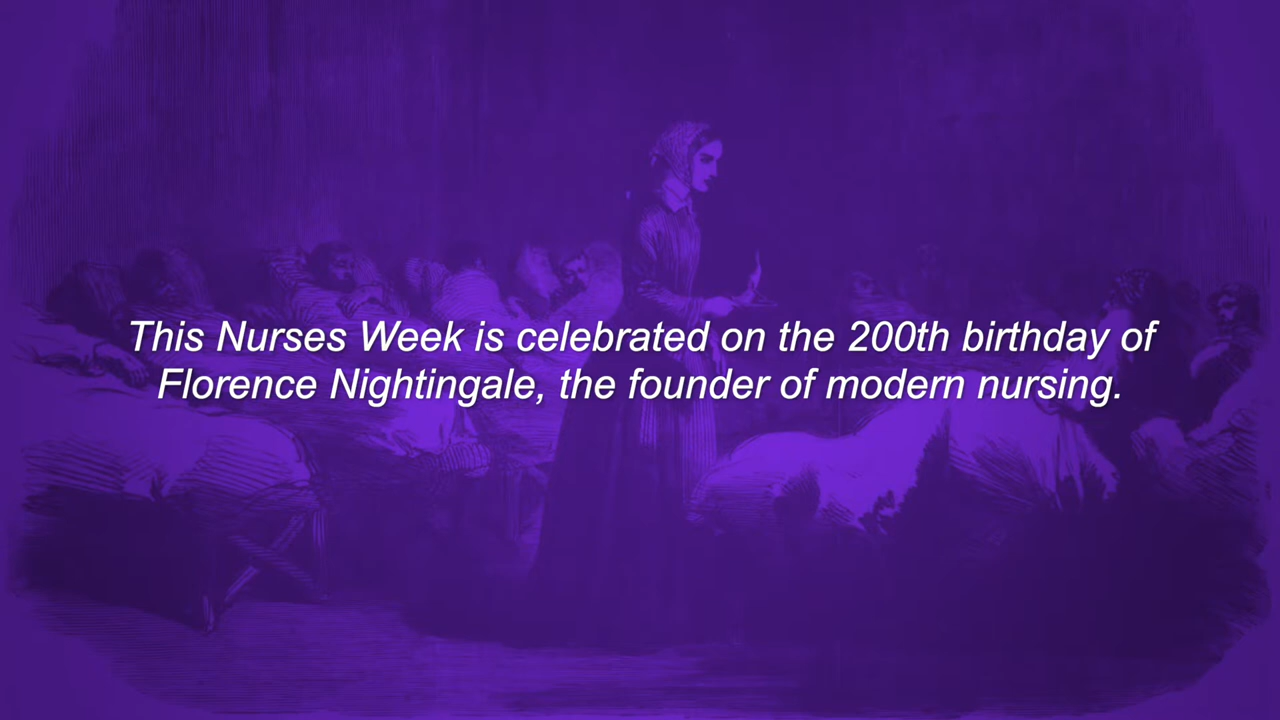 This Nurses Week is celebrated on the 200th birthday of
Florence Nightingale, the founder of modern nursing.